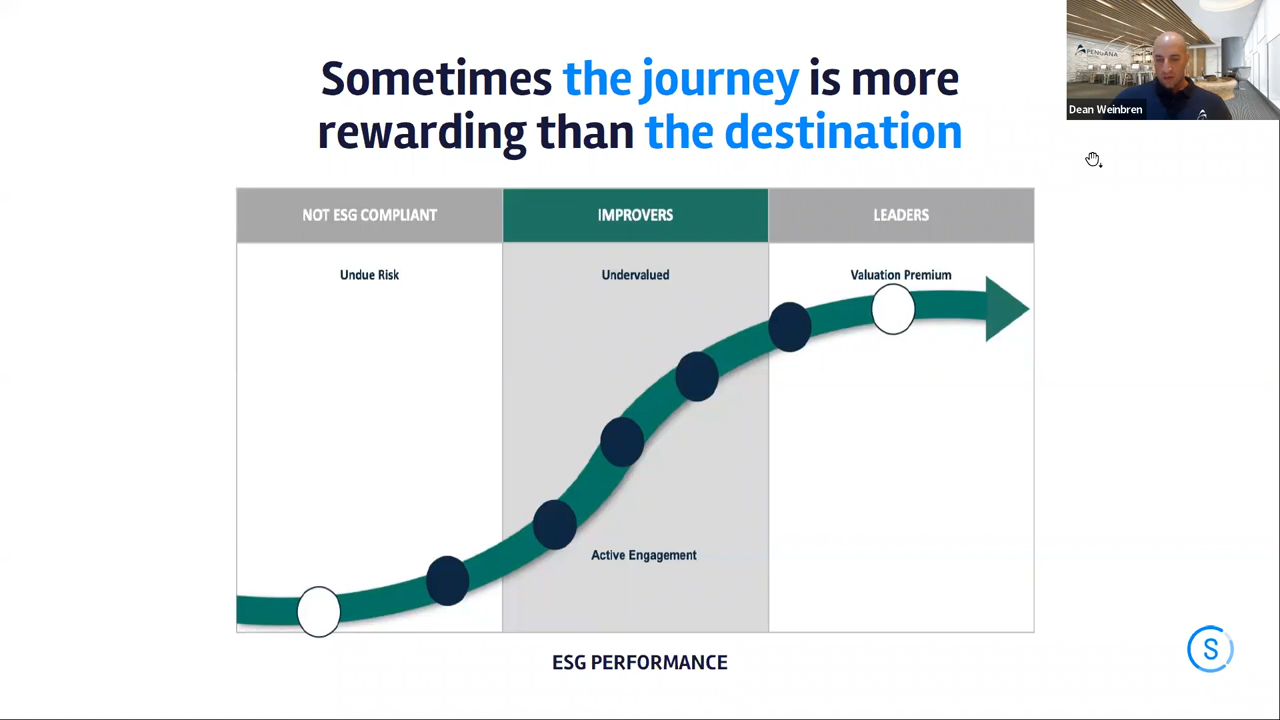 Sometimes the journey is more
rewarding than the destination
PENGANA
Dean Weinbren
NOT ESG COMPLIANT
IMPROVERS
LEADERS
Undue Risk
Undervalued
Valuation Premium
Active Engagement
ESG PERFORMANCE
S